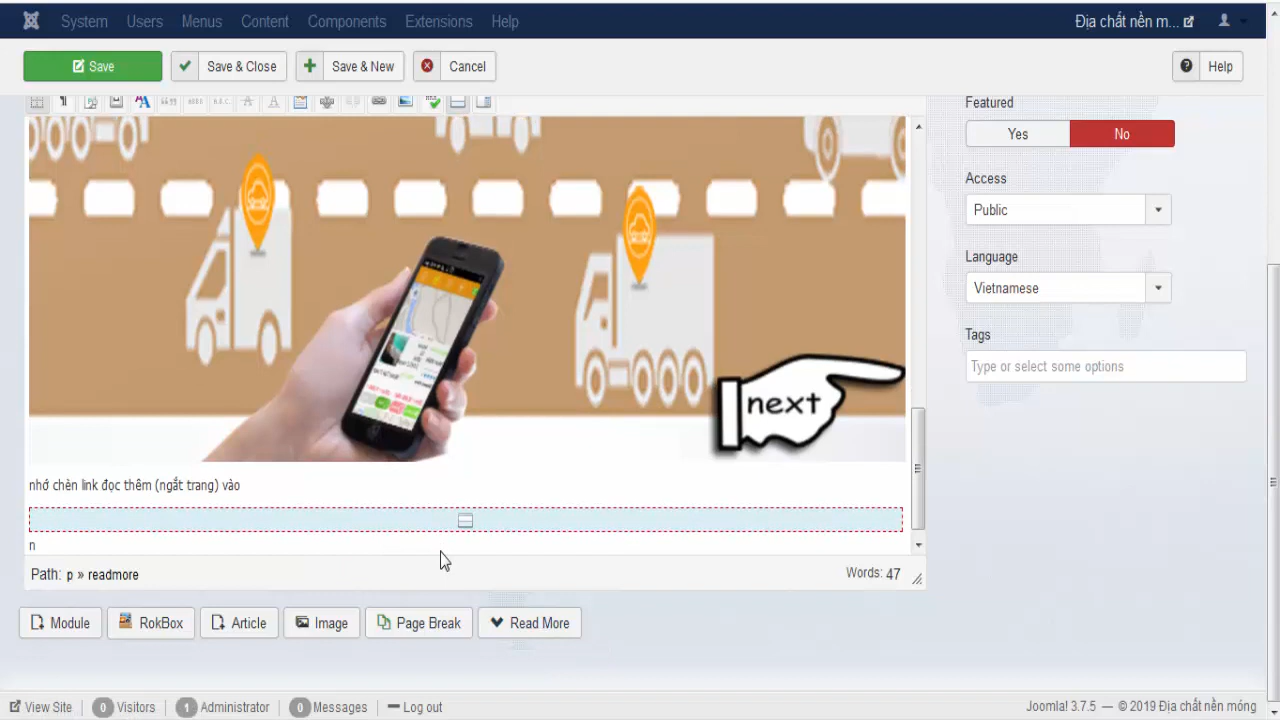 System Users Menus Content Components Extensions Help Địa chất nền m...
Save Save & Close Save & New Cancel Help
Featured
Yes No
Access
Public
Language
Vietnamese
Tags
Type or select some options
next
nhớ chèn link đọc thêm (ngắt trang) vào
n
Path: p » readmore Words: 47
Module RokBox Article Image Page Break Read More
View Site 0 Visitors 1 Administrator 0 Messages Log out Joomla! 3.7.5 — © 2019 Địa chất nền móng